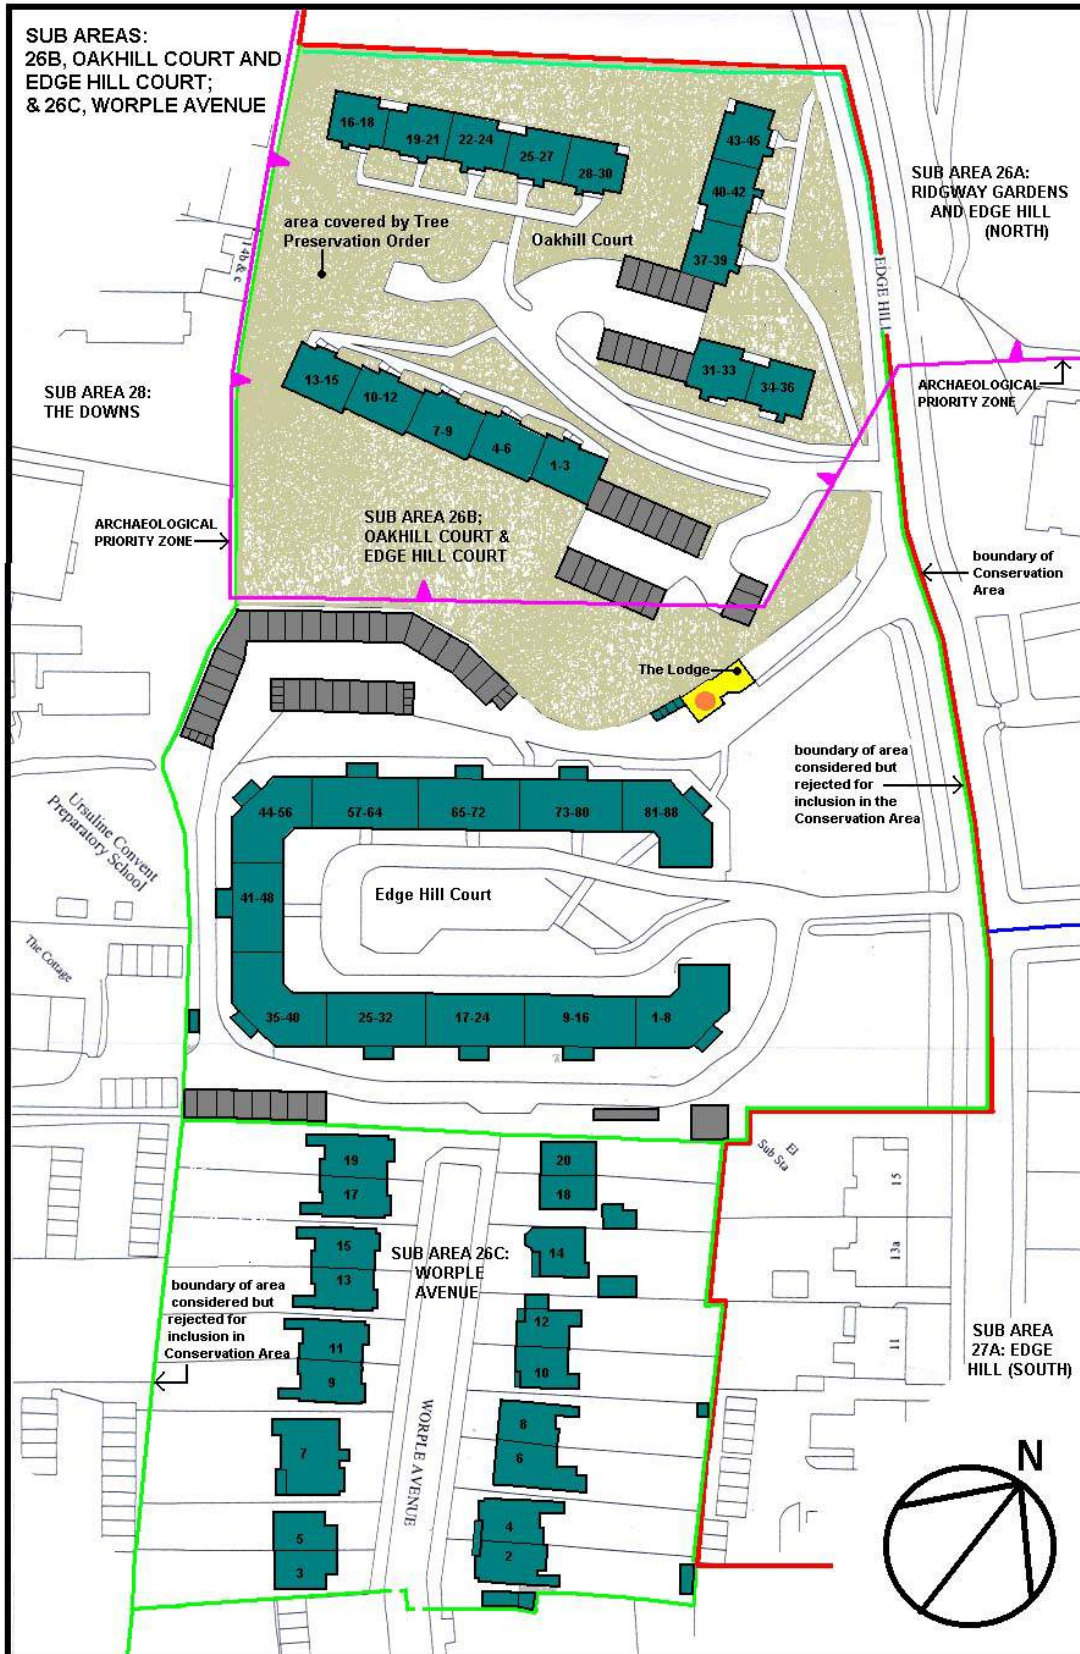 SUB AREAS:
26B, OAKHILL COURT AND
EDGE HILL COURT;
& 26C, WORPLE AVENUE
16-18
19-21
22-24
25-27
28-30
43-45
40-42
37-39
SUB AREA 26A:
RIDGWAY GARDENS
AND EDGE HILL
(NORTH)
area covered by Tree
Preservation Order
Oakhill Court
14b & c
EDGE HILL
31-33
34-36
ARCHAEOLOGICAL
PRIORITY ZONE
SUB AREA 28:
THE DOWNS
13-15
10-12
7-9
4-6
1-3
ARCHAEOLOGICAL
PRIORITY ZONE
SUB AREA 26B;
OAKHILL COURT &
EDGE HILL COURT
boundary of
Conservation
Area
The Lodge
boundary of area
considered but
rejected for
inclusion in the
Conservation Area
Ursuline Convent
Preparatory School
The Cottage
44-56
57-64
65-72
73-80
81-88
41-48
Edge Hill Court
35-40
25-32
17-24
9-16
1-8
El
Sub Sta
19
17
20
18
15
13
14
SUB AREA 26C:
WORPLE
AVENUE
15
13a
11
boundary of area
considered but
rejected for
inclusion in
Conservation Area
11
9
12
10
SUB AREA
27A: EDGE
HILL (SOUTH)
7
8
6
WORPLE AVENUE
5
3
4
2
N